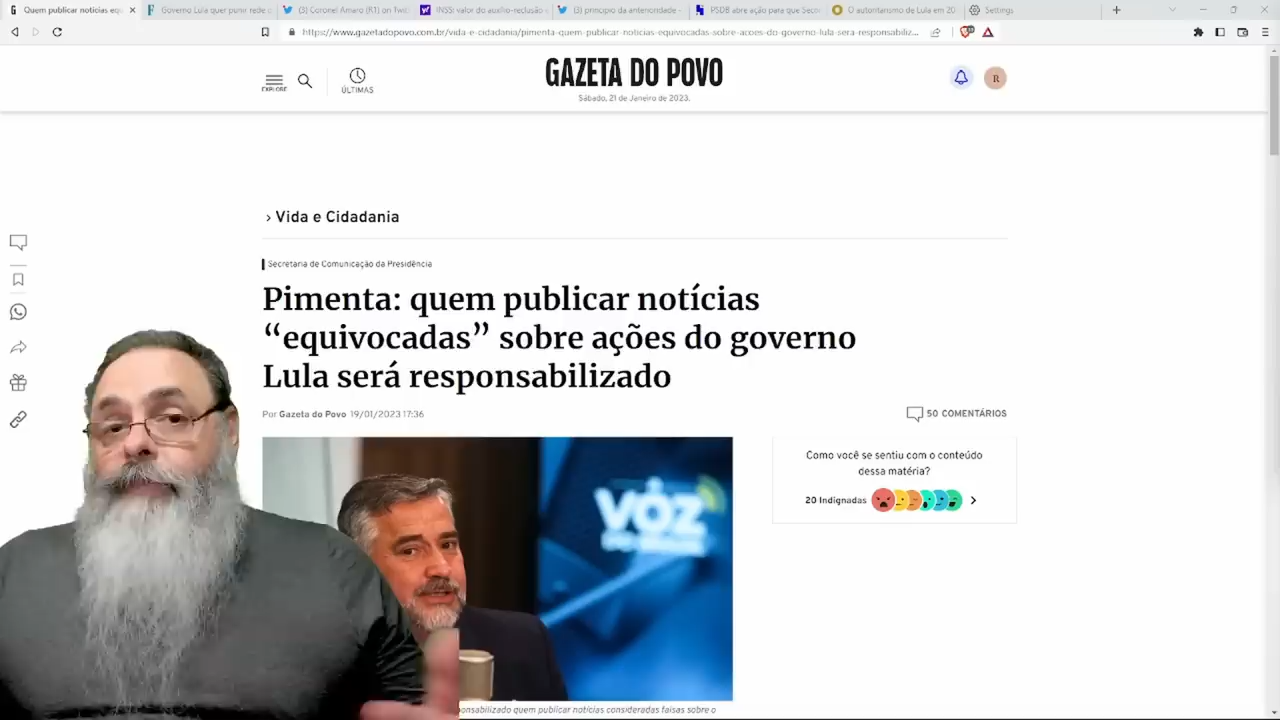 Quem publicar notícias equ
Governo Lula quer punir rede
(3) Coronel Amaro (R1) on Twit
INSS: valor do auxílio-reclusão
(3) princípio da anterioridade -
PSDB abre ação para que Secr
O autoritarismo de Lula em 20
Settings
https://www.gazetadopovo.com.br/vida-e-cidadania/pimenta-quem-publicar-noticias-equivocadas-sobre-acoes-do-governo-lula-sera-responsabiliz...
EXPLORE
ÚLTIMAS
GAZETA DO POVO
Sábado, 21 de Janeiro de 2023.
R
› Vida e Cidadania
Secretaria de Comunicação da Presidência
Pimenta: quem publicar notícias
“equivocadas” sobre ações do governo
Lula será responsabilizado
Por Gazeta do Povo 19/01/2023 17:36
50 COMENTÁRIOS
Como você se sentiu com o conteúdo
dessa matéria?
20 Indignadas
VOZ
ponsabilizado quem publicar notícias consideradas falsas sobre o